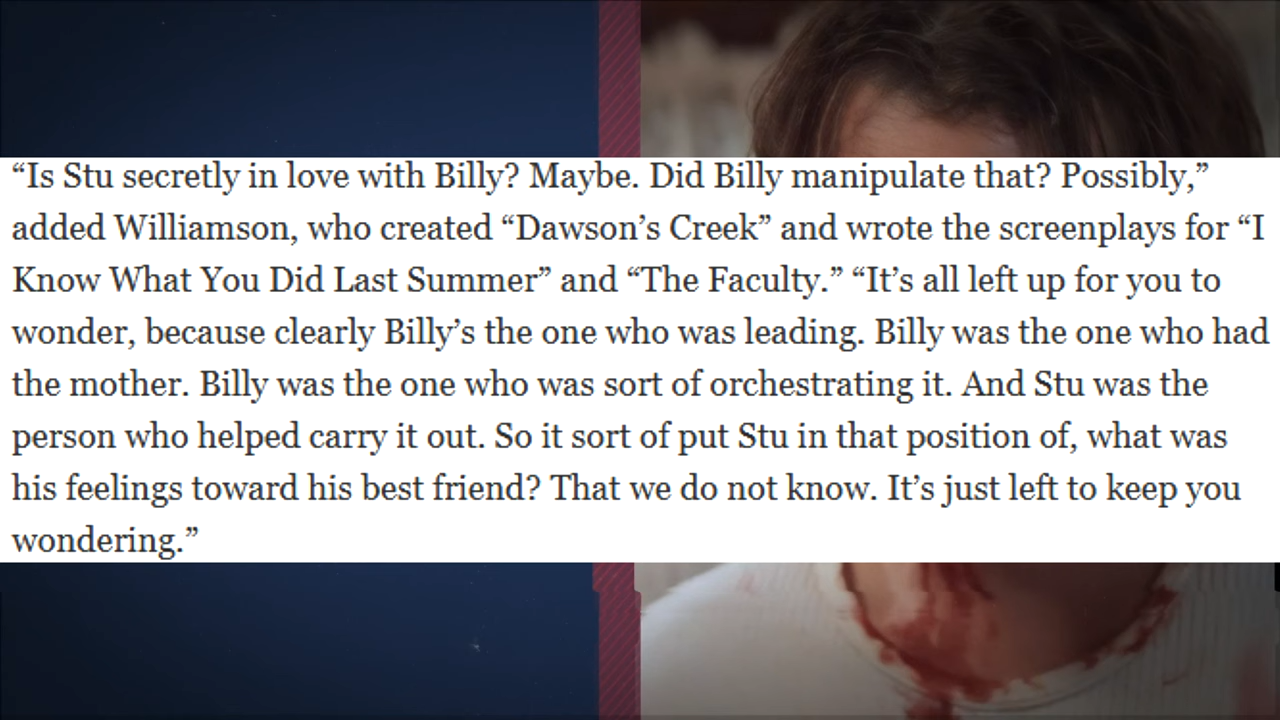 “Is Stu secretly in love with Billy? Maybe. Did Billy manipulate that? Possibly,”
added Williamson, who created “Dawson’s Creek” and wrote the screenplays for “I
Know What You Did Last Summer” and “The Faculty.” “It’s all left up for you to
wonder, because clearly Billy’s the one who was leading. Billy was the one who had
the mother. Billy was the one who was sort of orchestrating it. And Stu was the
person who helped carry it out. So it sort of put Stu in that position of, what was
his feelings toward his best friend? That we do not know. It’s just left to keep you
wondering.”